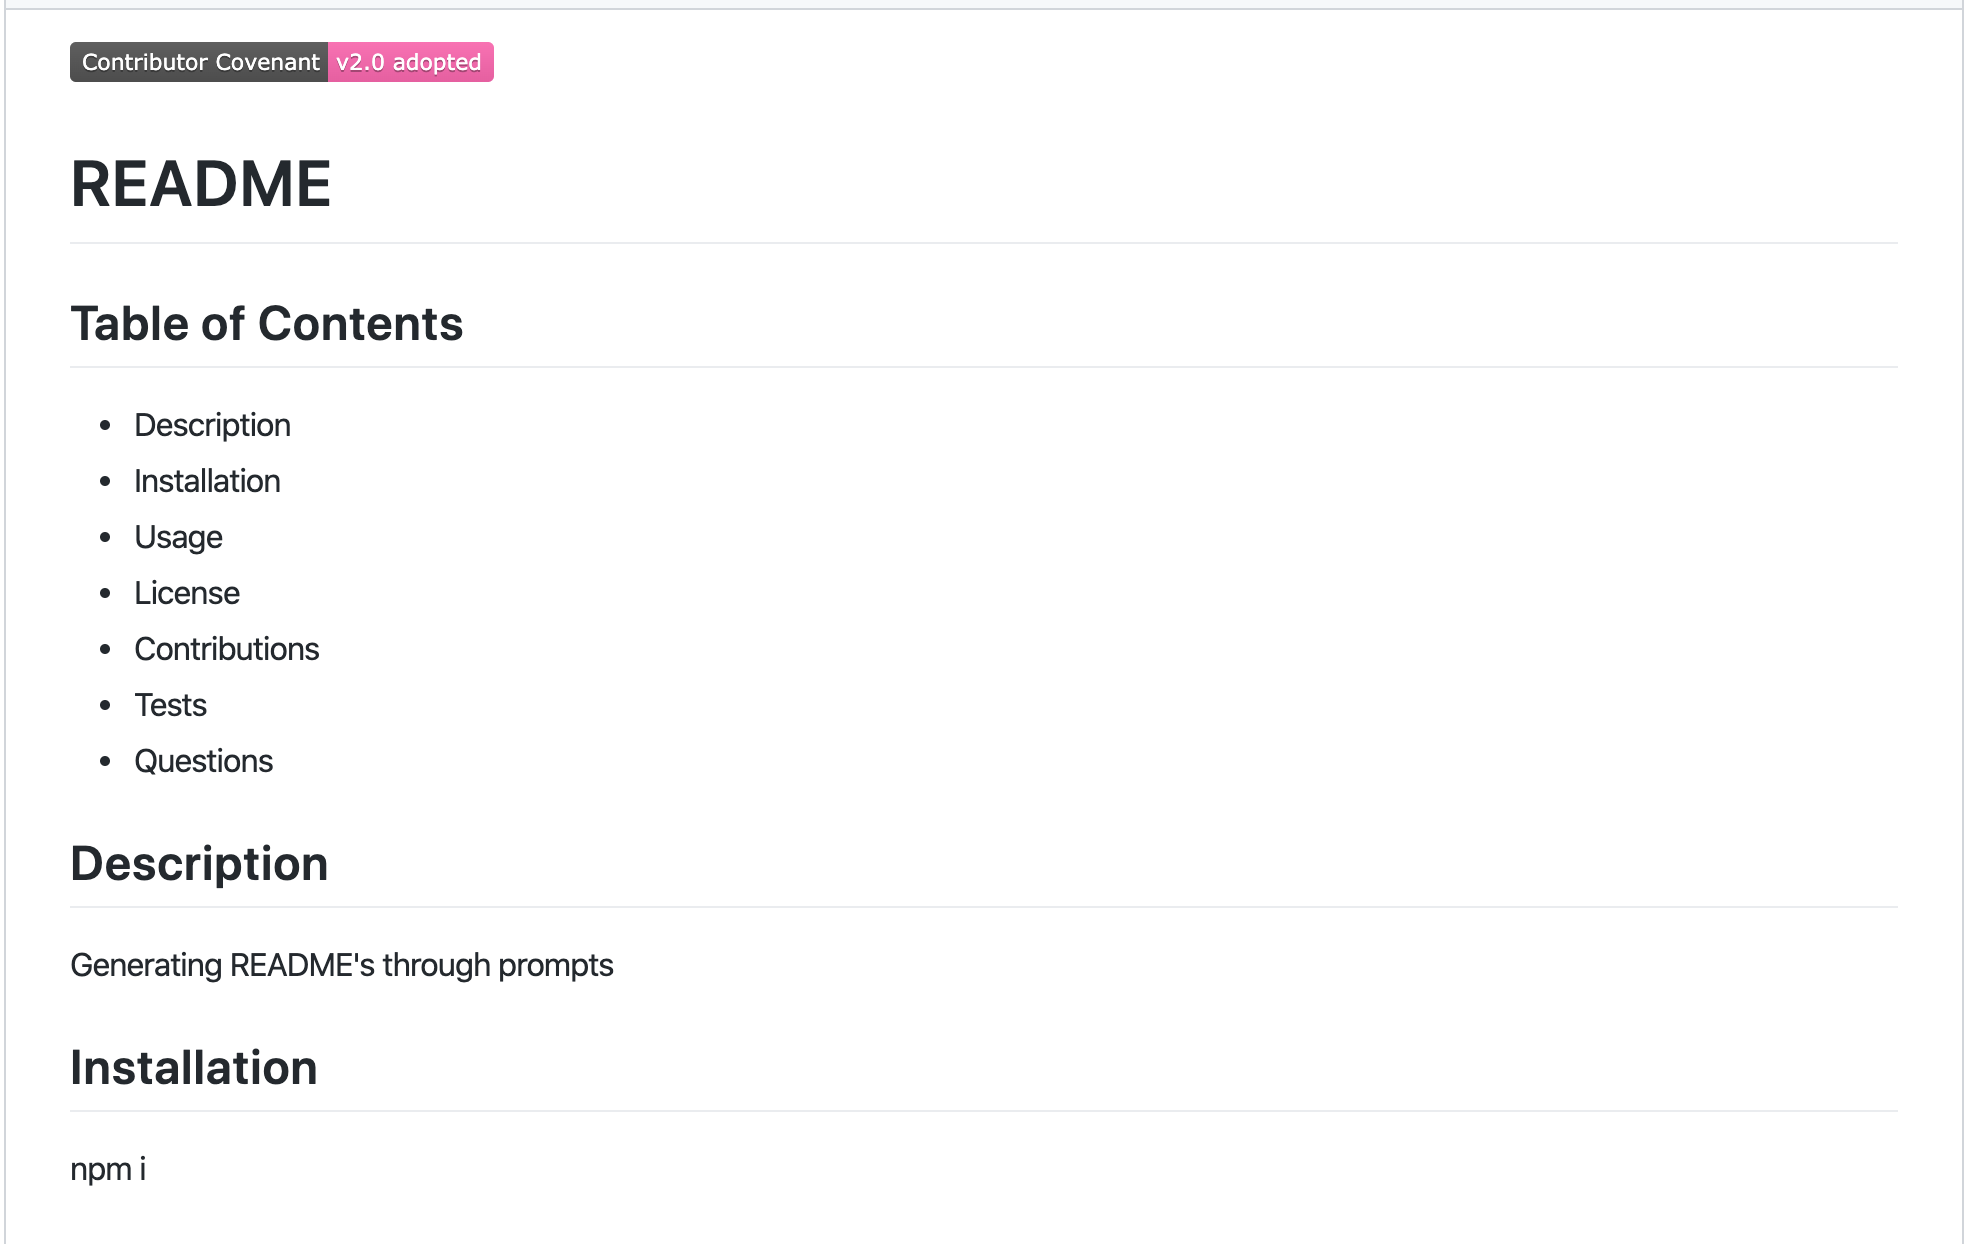 Contributor Covenant v2.0 adopted
README
Table of Contents
Description
Installation
Usage
License
Contributions
Tests
Questions
Description
Generating README's through prompts
Installation
npm i